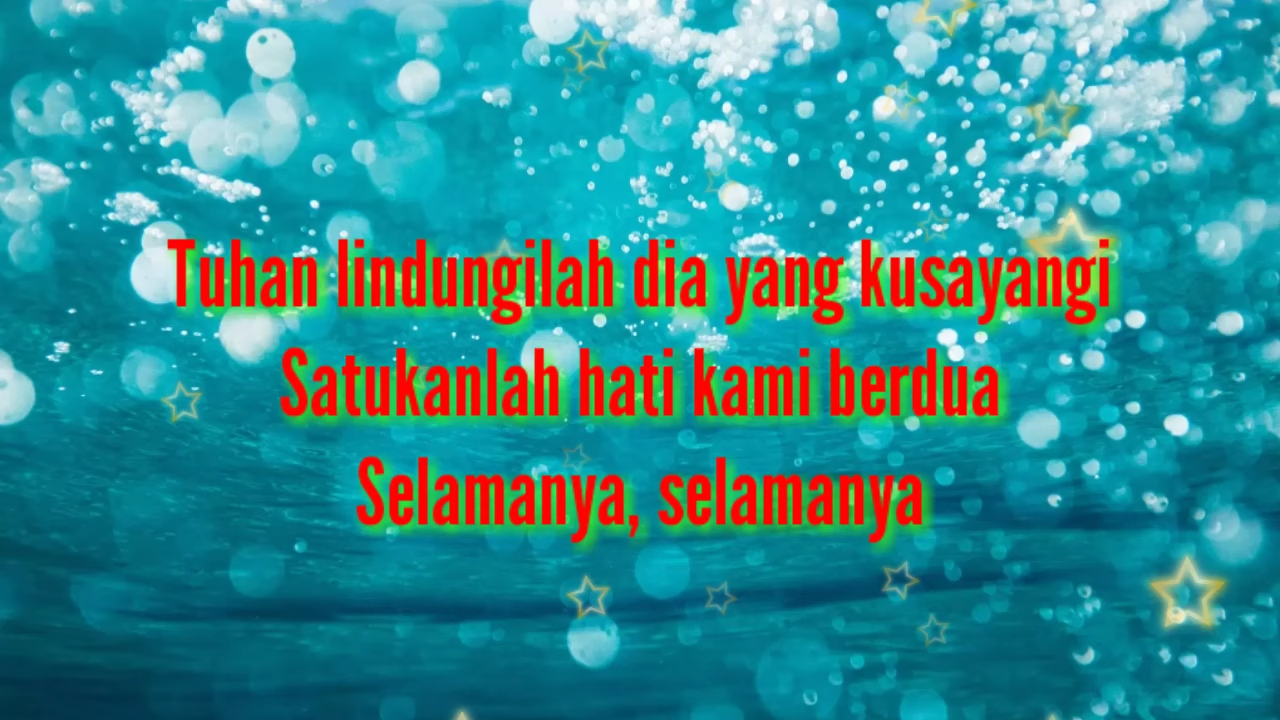 Tuhan lindungilah dia yang kusayangi
Satukanlah hati kami berdua
Selamanya, selamanya